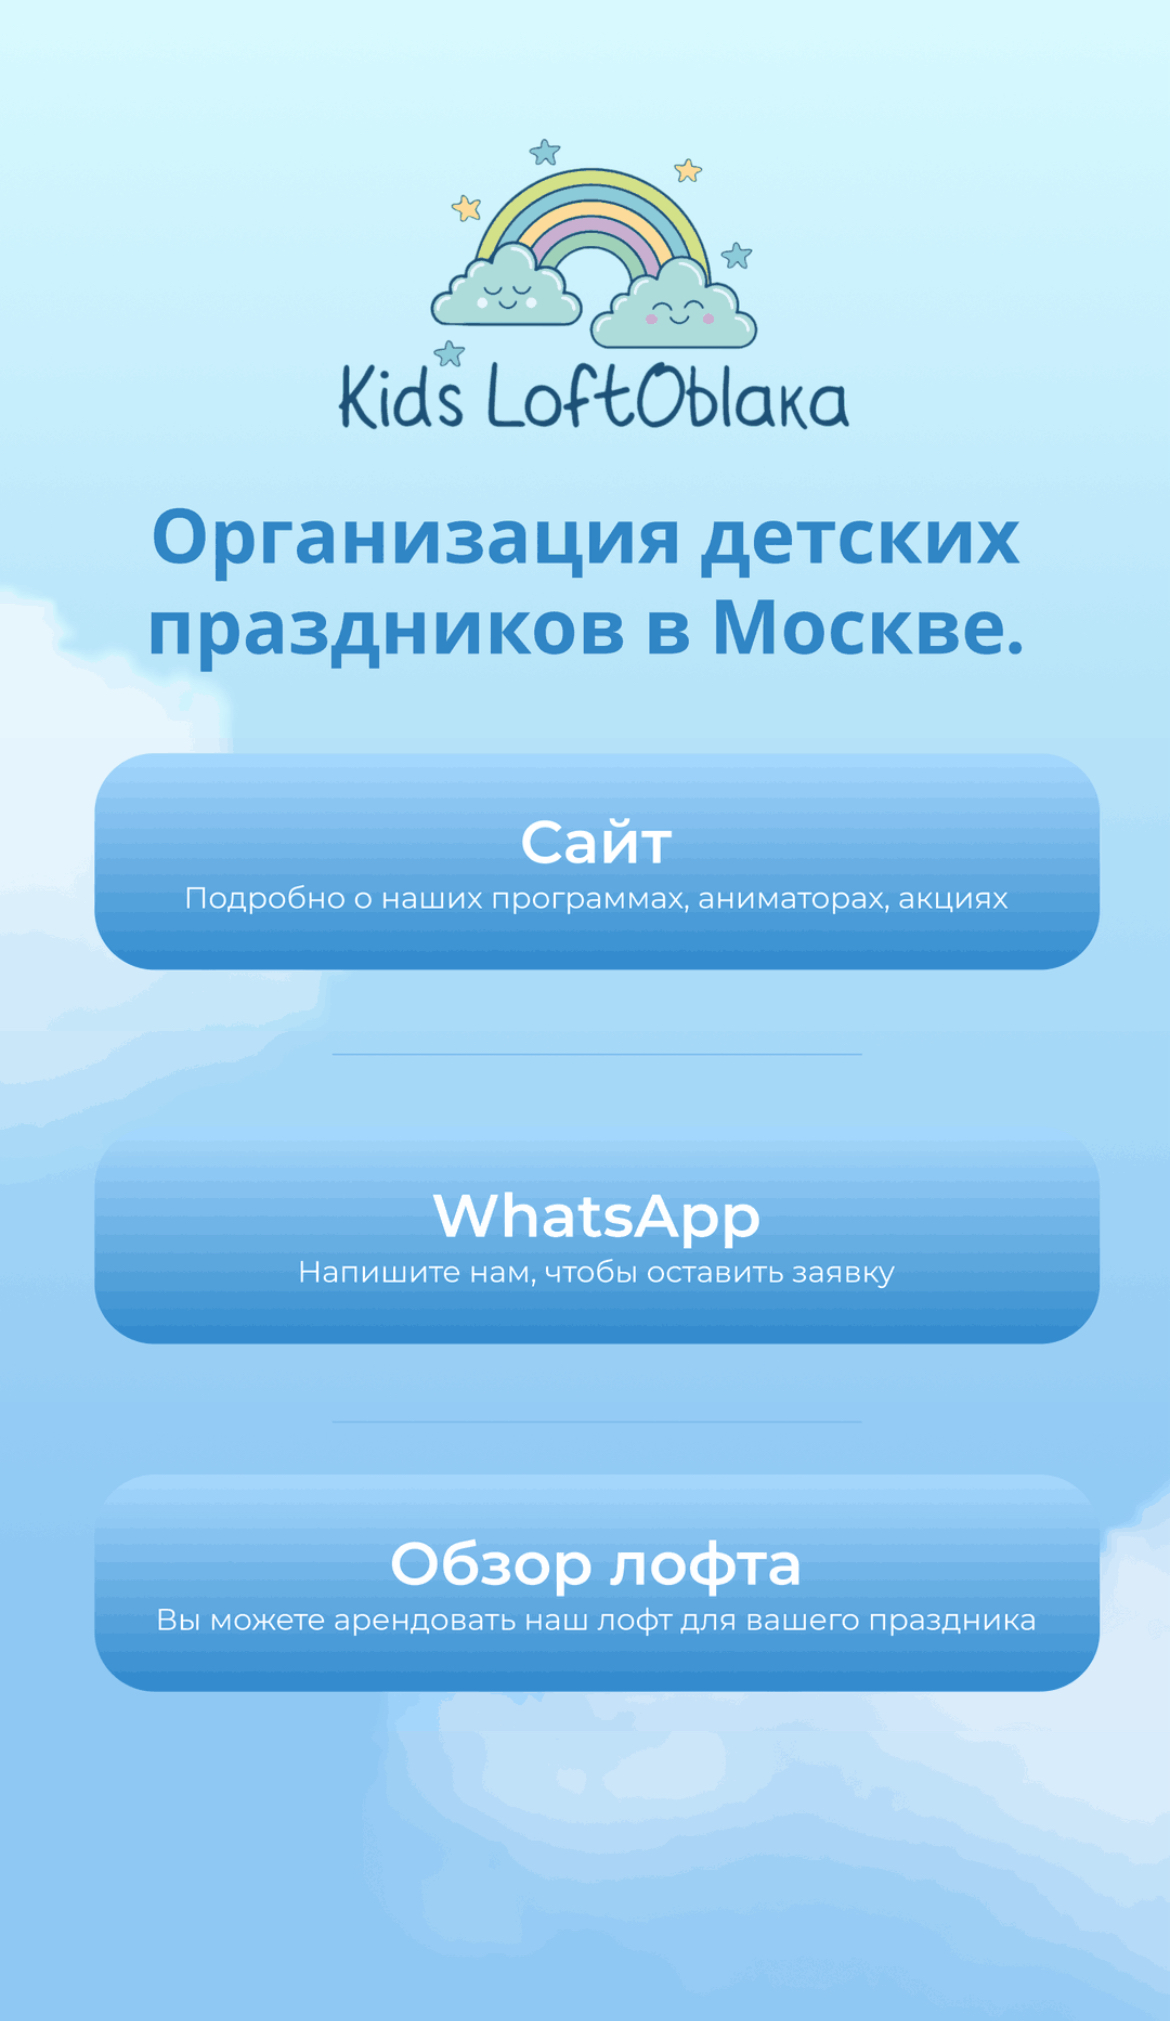 Kids LoftOblaka
Организация детских
праздников в Москве.
Сайт
Подробно о наших программах, аниматорах, акциях
WhatsApp
Напишите нам, чтобы оставить заявку
Обзор лофта
Вы можете арендовать наш лофт для вашего праздника